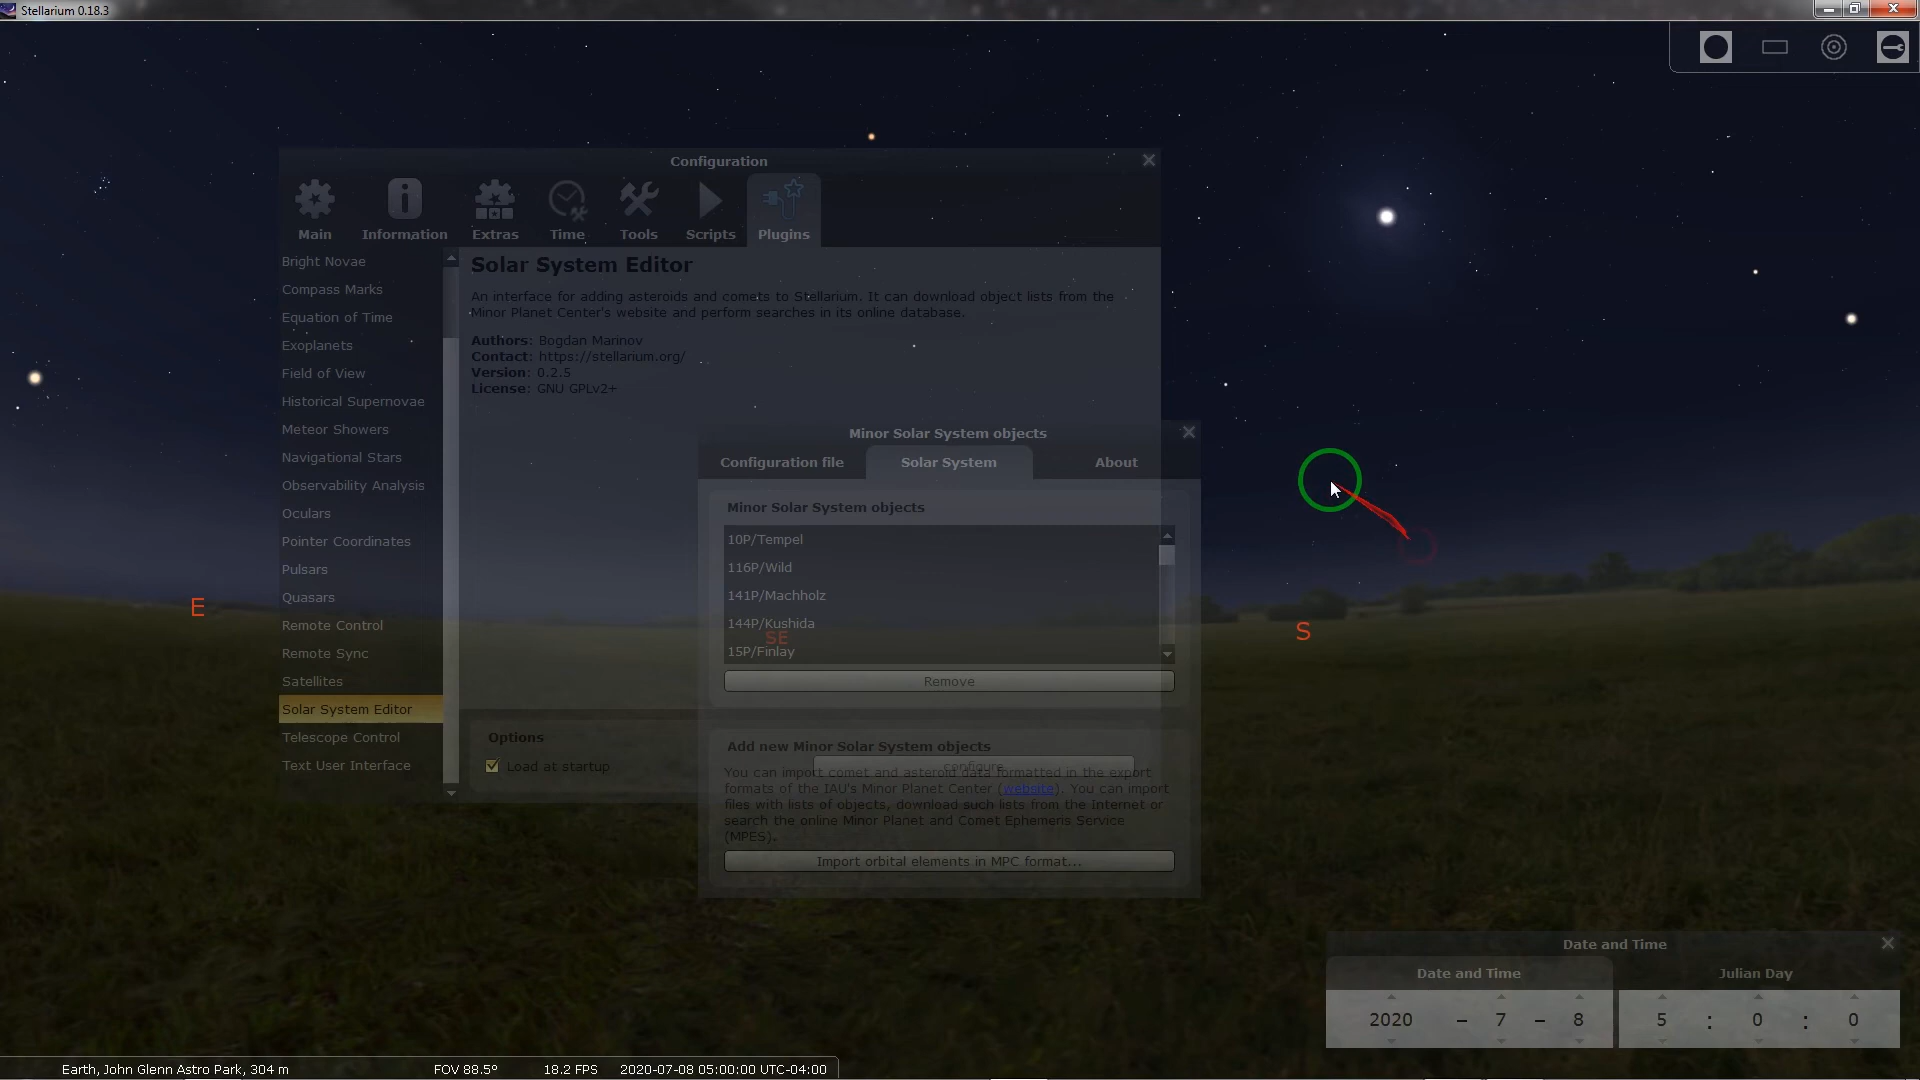 Stellarium 0.18.3
Configuration
Main
Information
Extras
Time
Tools
Scripts
Plugins
Bright Novae
Compass Marks
Equation of Time
Exoplanets
Field of View
Historical Supernovae
Meteor Showers
Navigational Stars
Observability Analysis
Oculars
Pointer Coordinates
Pulsars
Quasars
Remote Control
Remote Sync
Satellites
Solar System Editor
Telescope Control
Text User Interface
Solar System Editor
An interface for adding asteroids and comets to Stellarium. It can download object lists from the
Minor Planet Center's website and perform searches in its online database.
Authors: Bogdan Marinov
Contact: https://stellarium.org/
Version: 0.2.5
License: GNU GPLv2+
Options
Load at startup
configure
Minor Solar System objects
Configuration file
Solar System
About
Minor Solar System objects
10P/Tempel
116P/Wild
141P/Machholz
144P/Kushida
15P/Finlay
Remove
Add new Minor Solar System objects
You can import comet and asteroid data formatted in the export
formats of the IAU's Minor Planet Center (website). You can import
files with lists of objects, download such lists from the Internet or
search the online Minor Planet and Comet Ephemeris Service
(MPES).
Import orbital elements in MPC format...
E
SE
S
Date and Time
Date and Time
Julian Day
2020 - 7 - 8
5 : 0 : 0
Earth, John Glenn Astro Park, 304 m
FOV 88.5°
18.2 FPS
2020-07-08 05:00:00 UTC-04:00